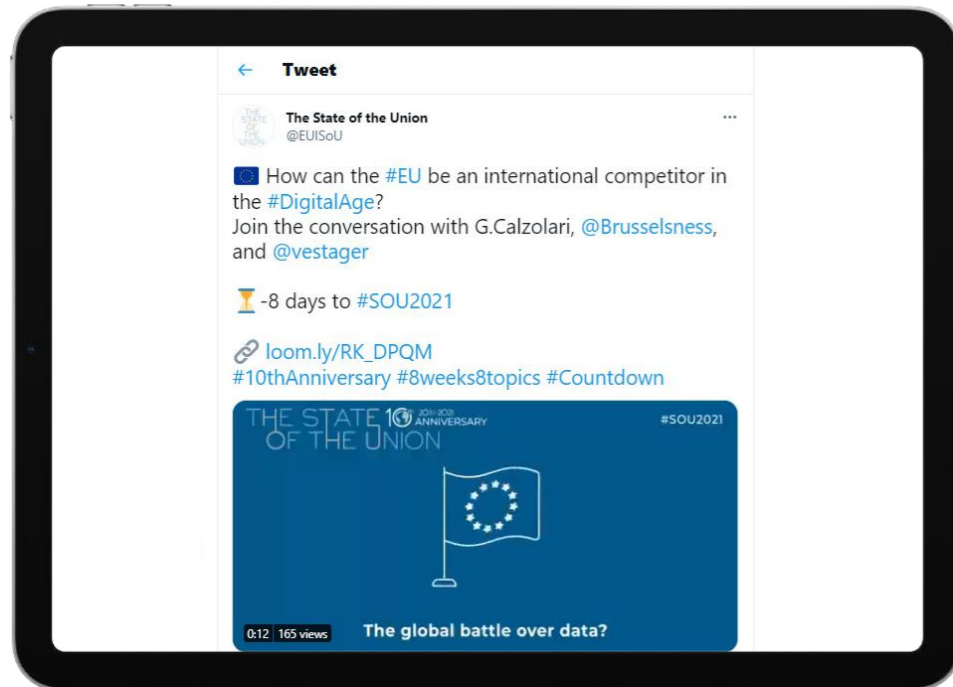 ← Tweet
The State of the Union
@EUISoU
How can the #EU be an international competitor in
the #DigitalAge?
Join the conversation with G.Calzolari, @Brusselsness,
and @vestager
-8 days to #SOU2021
loom.ly/RK_DPQM
#10thAnniversary #8weeks8topics #Countdown
THE STATE
OF THE UNION
10 2011-2021
ANNIVERSARY
#SOU2021
The global battle over data?
0:12 165 views